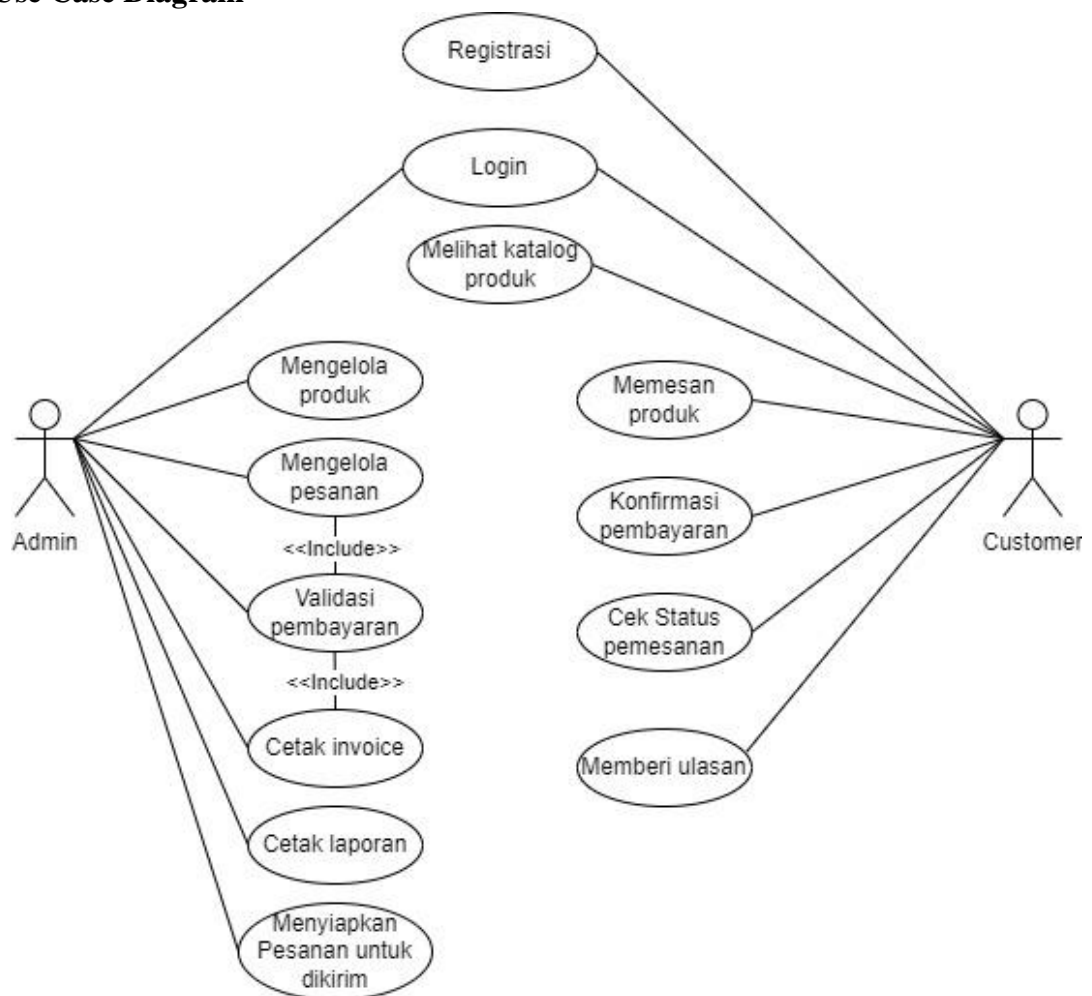 Use Case Diagram
Registrasi
Login
Melihat katalog
produk
Mengelola
produk
Memesan
produk
Mengelola
pesanan
Konfirmasi
pembayaran
Admin
Customer
<<Include>>
Validasi
pembayaran
Cek Status
pemesanan
<<Include>>
Cetak invoice
Memberi ulasan
Cetak laporan
Menyiapkan
Pesanan untuk
dikirim